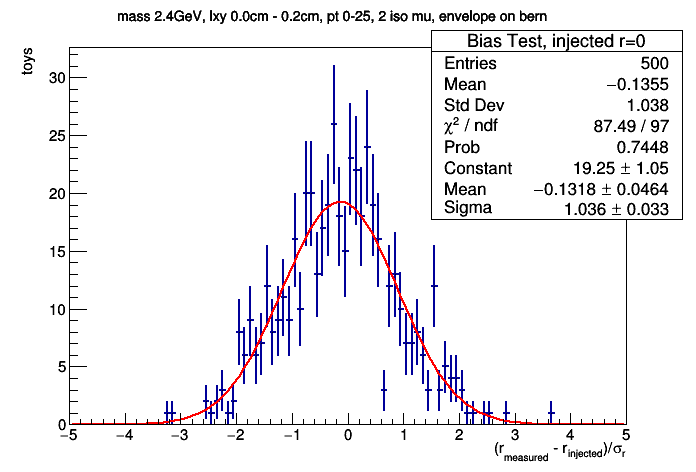 mass 2.4GeV, lxy 0.0cm - 0.2cm, pt 0-25, 2 iso mu, envelope on bern
Bias Test, injected r=0
Entries 500
Mean −0.1355
Std Dev 1.038
χ² / ndf 87.49 / 97
Prob 0.7448
Constant 19.25 ± 1.05
Mean −0.1318 ± 0.0464
Sigma 1.036 ± 0.033
toys
30
25
20
15
10
5
0
−5 −4 −3 −2 −1 0 1 2 3 4 5
(r_measured - r_injected)/σ_r